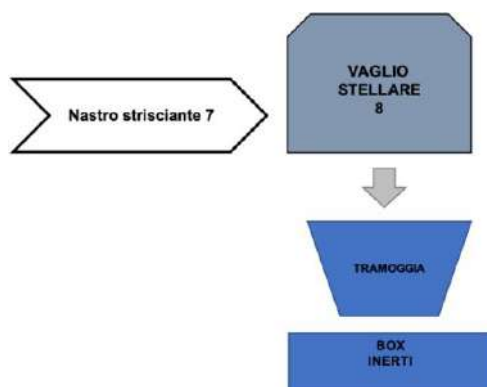 VAGLIO
STELLARE
8
Nastro strisciante 7
TRAMOGGIA
BOX
INERTI